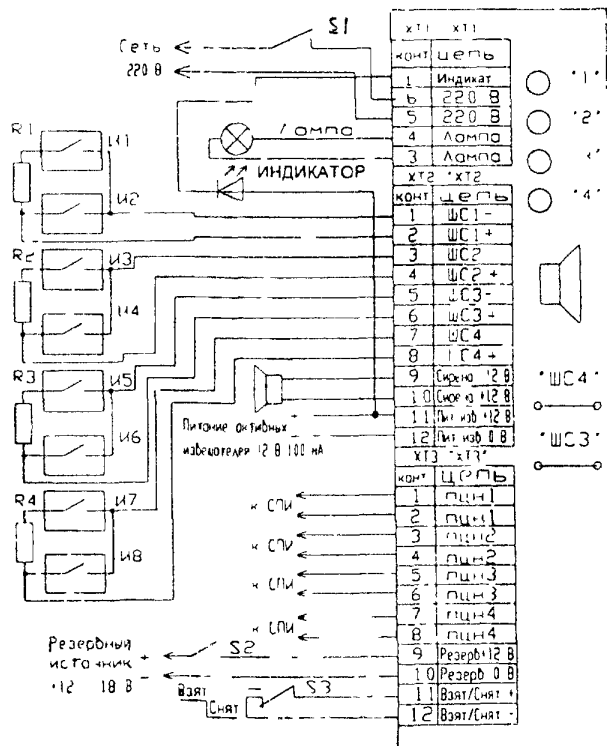 S1
Сеть
220 В
ХТ1 ХТ1
конт цепь
1 Индикат
6 220 В
5 220 В
4 Лампа
3 Лампа
"1"
"2"
"4"
Лампа
ИНДИКАТОР
R1 И1
И2
R2 И3
И4
R3 И5
И6
R4 И7
И8
ХТ2 "ХТ2"
конт цепь
1 ШС1 -
2 ШС1 +
3 ШС2
4 ШС2 +
5 ШС3 -
6 ШС3 +
7 ШС4
8 ШС4 +
9 Сирена 12 В
10 Сирена +12 В
11 Пит изв +12 В
12 Пит изв 0 В
"ШС4"
"ШС3"
Питание активных
извещателей 12 В 100 мА
ХТ3 "ХТ3"
конт цепь
1 ПЦН1
2 ПЦН1
3 ПЦН2
4 ПЦН2
5 ПЦН3
6 ПЦН3
7 ПЦН4
8 ПЦН4
9 Резерв +12 В
10 Резерв 0 В
11 Взят/Снят +
12 Взят/Снят -
к СПИ
к СПИ
к СПИ
к СПИ
Резервный
источник
+12 18 В
+
-
S2
Взят
Снят
S3